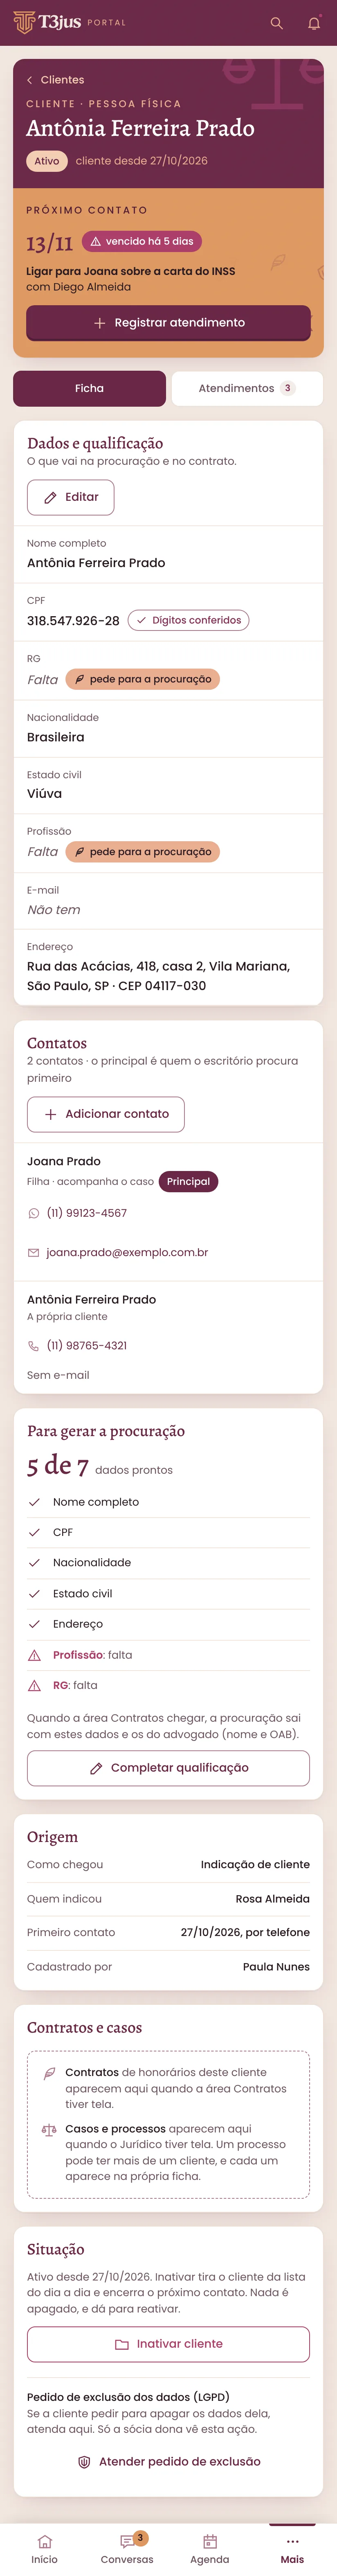 T3jus PORTAL
Clientes
CLIENTE · PESSOA FÍSICA
Antônia Ferreira Prado
Ativo cliente desde 27/10/2026
PRÓXIMO CONTATO
13/11 vencido há 5 dias
Ligar para Joana sobre a carta do INSS
com Diego Almeida
Registrar atendimento
Ficha Atendimentos 3
Dados e qualificação
O que vai na procuração e no contrato.
Editar
Nome completo
Antônia Ferreira Prado
CPF
318.547.926-28 Dígitos conferidos
RG
Falta pede para a procuração
Nacionalidade
Brasileira
Estado civil
Viúva
Profissão
Falta pede para a procuração
E-mail
Não tem
Endereço
Rua das Acácias, 418, casa 2, Vila Mariana,
São Paulo, SP · CEP 04117-030
Contatos
2 contatos · o principal é quem o escritório procura
primeiro
Adicionar contato
Joana Prado
Filha · acompanha o caso Principal
(11) 99123-4567
joana.prado@exemplo.com.br
Antônia Ferreira Prado
A própria cliente
(11) 98765-4321
Sem e-mail
Para gerar a procuração
5 de 7 dados prontos
Nome completo
CPF
Nacionalidade
Estado civil
Endereço
Profissão: falta
RG: falta
Quando a área Contratos chegar, a procuração sai
com estes dados e os do advogado (nome e OAB).
Completar qualificação
Origem
Como chegou Indicação de cliente
Quem indicou Rosa Almeida
Primeiro contato 27/10/2026, por telefone
Cadastrado por Paula Nunes
Contratos e casos
Contratos de honorários deste cliente
aparecem aqui quando a área Contratos
tiver tela.
Casos e processos aparecem aqui
quando o Jurídico tiver tela. Um processo
pode ter mais de um cliente, e cada um
aparece na própria ficha.
Situação
Ativo desde 27/10/2026. Inativar tira o cliente da lista
do dia a dia e encerra o próximo contato. Nada é
apagado, e dá para reativar.
Inativar cliente
Pedido de exclusão dos dados (LGPD)
Se a cliente pedir para apagar os dados dela,
atenda aqui. Só a sócia dona vê esta ação.
Atender pedido de exclusão
3
Início Conversas Agenda Mais